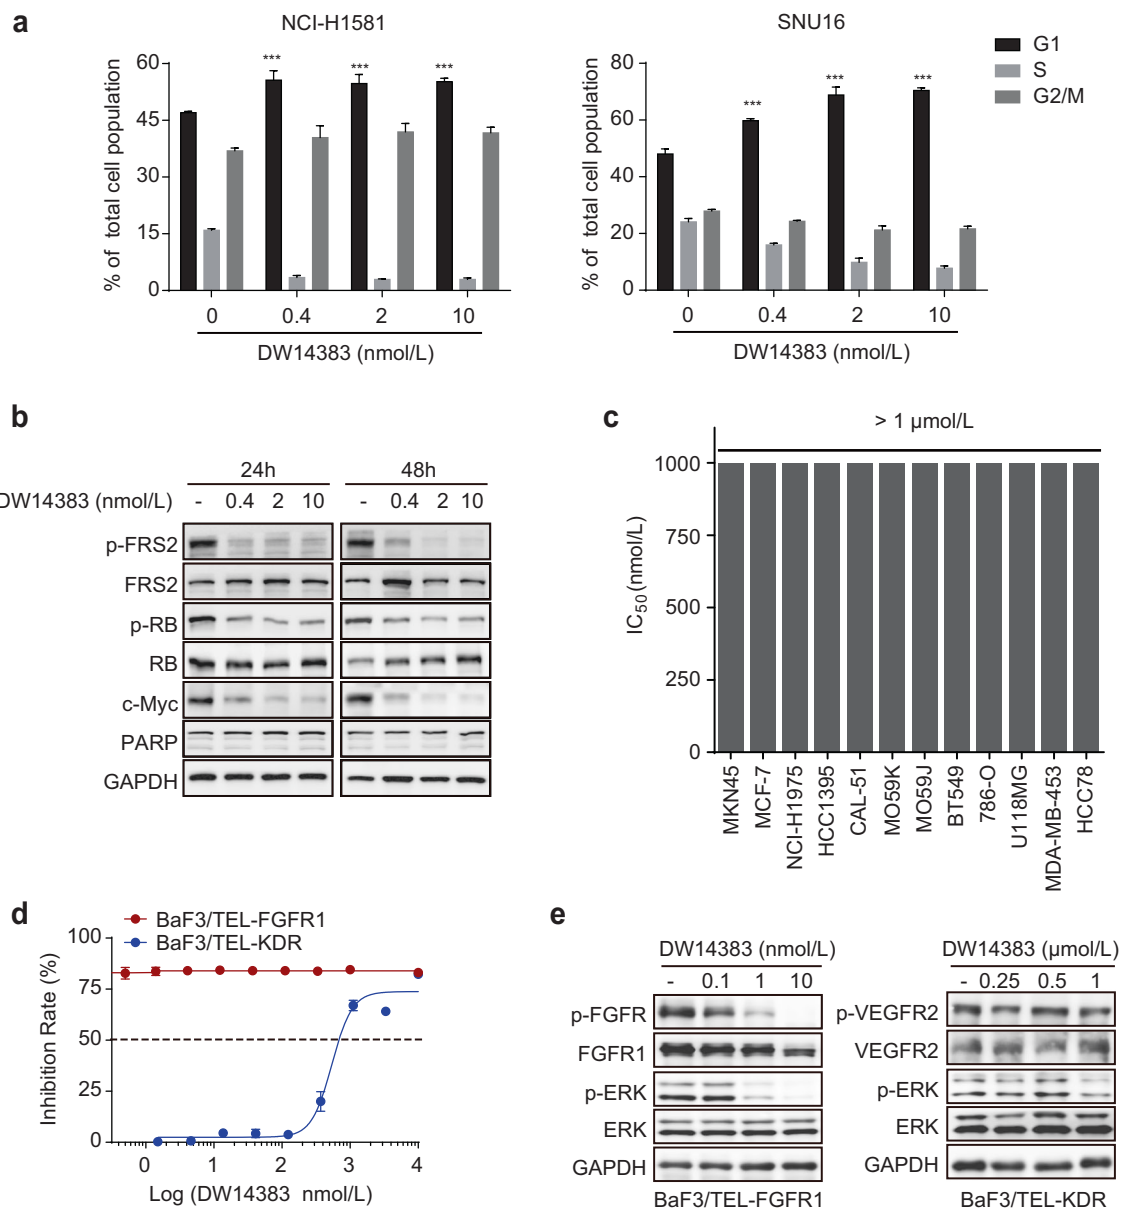 a
NCI-H1581
SNU16
G1
S
G2/M
% of total cell population
60
45
30
15
0
***
***
***
0
0.4
2
10
DW14383 (nmol/L)
% of total cell population
80
60
40
20
0
***
***
***
0
0.4
2
10
DW14383 (nmol/L)
b
24h
48h
DW14383 (nmol/L)
- 0.4 2 10
- 0.4 2 10
p-FRS2
FRS2
p-RB
RB
c-Myc
PARP
GAPDH
c
> 1 μmol/L
IC50 (nmol/L)
1000
750
500
250
0
MKN45
MCF-7
NCI-H1975
HCC1395
CAL-51
MO59K
MO59J
BT549
786-O
U118MG
MDA-MB-453
HCC78
d
BaF3/TEL-FGFR1
BaF3/TEL-KDR
Inhibition Rate (%)
100
75
50
25
0
0 1 2 3 4
Log (DW14383 nmol/L)
e
DW14383 (nmol/L)
- 0.1 1 10
p-FGFR
FGFR1
p-ERK
ERK
GAPDH
BaF3/TEL-FGFR1
DW14383 (μmol/L)
- 0.25 0.5 1
p-VEGFR2
VEGFR2
p-ERK
ERK
GAPDH
BaF3/TEL-KDR